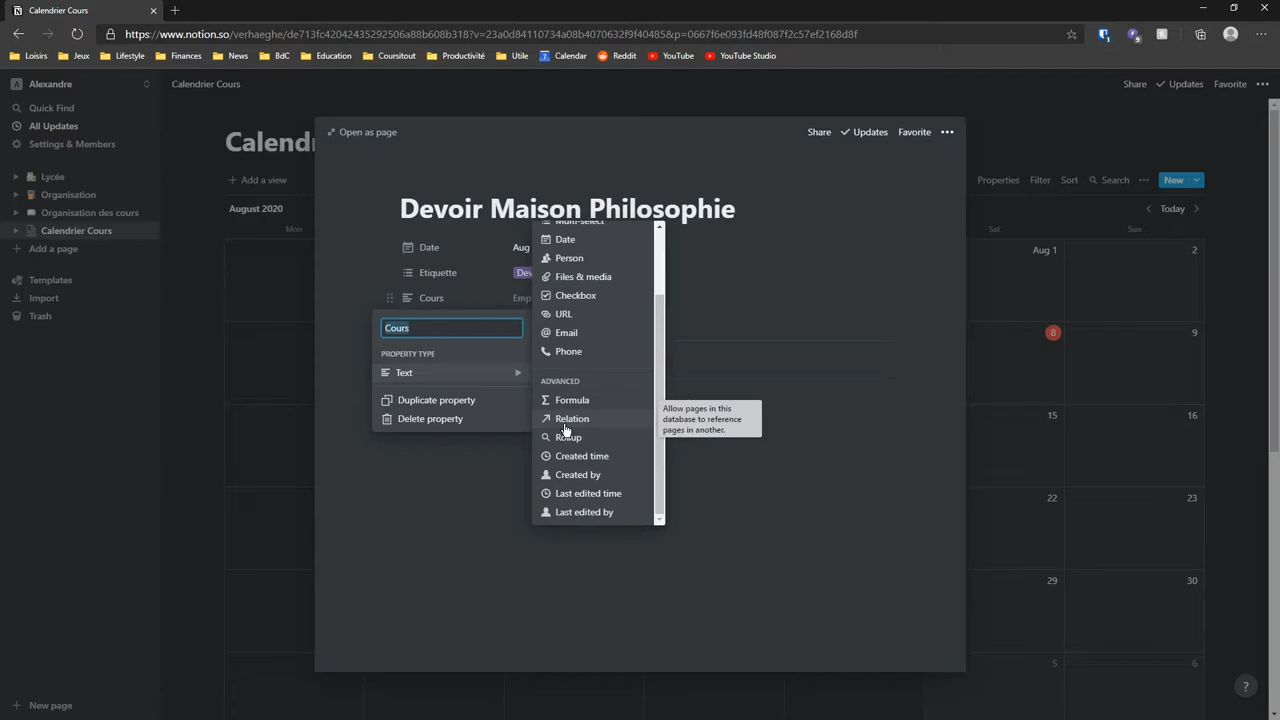 Calendrier Cours
https://www.notion.so/verhaeghe/de713fc42042435292506a88b608b318?v=23a0d84110734a08b4070632f9f40485&p=0667f6e093fd48f087f2c57ef2168d8f
Loisirs Jeux Lifestyle Finances News BdC Education Coursitout Productivité Utile Calendar Reddit YouTube YouTube Studio
Alexandre
Calendrier Cours
Share Updates Favorite
Quick Find
All Updates
Settings & Members
Lycée
Organisation
Organisation des cours
Calendrier Cours
Add a page
Templates
Import
Trash
New page
Calend
Add a view
Properties Filter Sort Search New
August 2020
Today
Mon
Sat
Sun
Aug 1
2
8
9
15
16
22
23
29
30
5
6
Open as page
Share Updates Favorite
Devoir Maison Philosophie
Date Aug
Etiquette Dev
Cours Emp
Cours
PROPERTY TYPE
Text
Duplicate property
Delete property
Multi-select
Date
Person
Files & media
Checkbox
URL
Email
Phone
ADVANCED
Formula
Relation
Rollup
Created time
Created by
Last edited time
Last edited by
Allow pages in this
database to reference
pages in another.
?